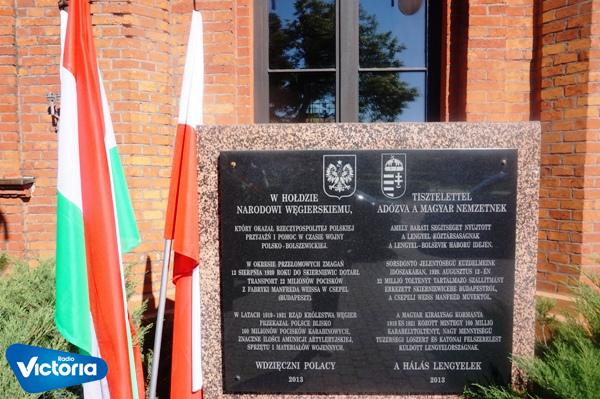 W HOŁDZIE
NARODOWI WĘGIERSKIEMU,
KTÓRY OKAZAŁ RZECZYPOSPOLITEJ POLSKIEJ
PRZYJAŹŃ I POMOC W CZASIE WOJNY
POLSKO - BOLSZEWICKIEJ.
W OKRESIE PRZEŁOMOWYCH ZMAGAŃ
12 SIERPNIA 1920 ROKU DO SKIERNIEWIC DOTARŁ
TRANSPORT 22 MILIONÓW POCISKÓW
Z FABRYKI MANFREDA WEISSA W CSEPEL
(BUDAPESZT).
W LATACH 1919 - 1921 RZĄD KRÓLESTWA WĘGIER
PRZEKAZAŁ POLSCE BLISKO
100 MILIONÓW POCISKÓW KARABINOWYCH,
ZNACZNE ILOŚCI AMUNICJI ARTYLERYJSKIEJ,
SPRZĘTU I MATERIAŁÓW WOJENNYCH.
WDZIĘCZNI POLACY
2013
TISZTELETTEL
ADÓZVA A MAGYAR NEMZETNEK
AMELY BARÁTI SEGÍTSÉGET NYÚJTOTT
A LENGYEL KÖZTÁRSASÁGNAK
A LENGYEL - BOLSEVIK HÁBORÚ IDEJÉN.
SORSDÖNTŐ JELENTŐSÉGŰ KÜZDELMEINK
IDŐSZAKÁBAN, 1920. AUGUSZTUS 12 - ÉN
22 MILLIÓ TÖLTÉNYT TARTALMAZÓ SZÁLLÍTMÁNY
ÉRKEZETT SKIERNIEWICÉBE BUDAPESTRŐL,
A CSEPELI WEISS MANFRÉD MŰVEKTŐL.
A MAGYAR KIRÁLYSÁG KORMÁNYA
1919 ÉS 1921 KÖZÖTT MINTEGY 100 MILLIÓ
KARABÉLYTÖLTÉNYT, NAGY MENNYISÉGŰ
TÜZÉRSÉGI LŐSZERT ÉS KATONAI FELSZERELÉST
KÜLDÖTT LENGYELORSZÁGNAK.
A HÁLÁS LENGYELEK
2013
Radio
Victoria